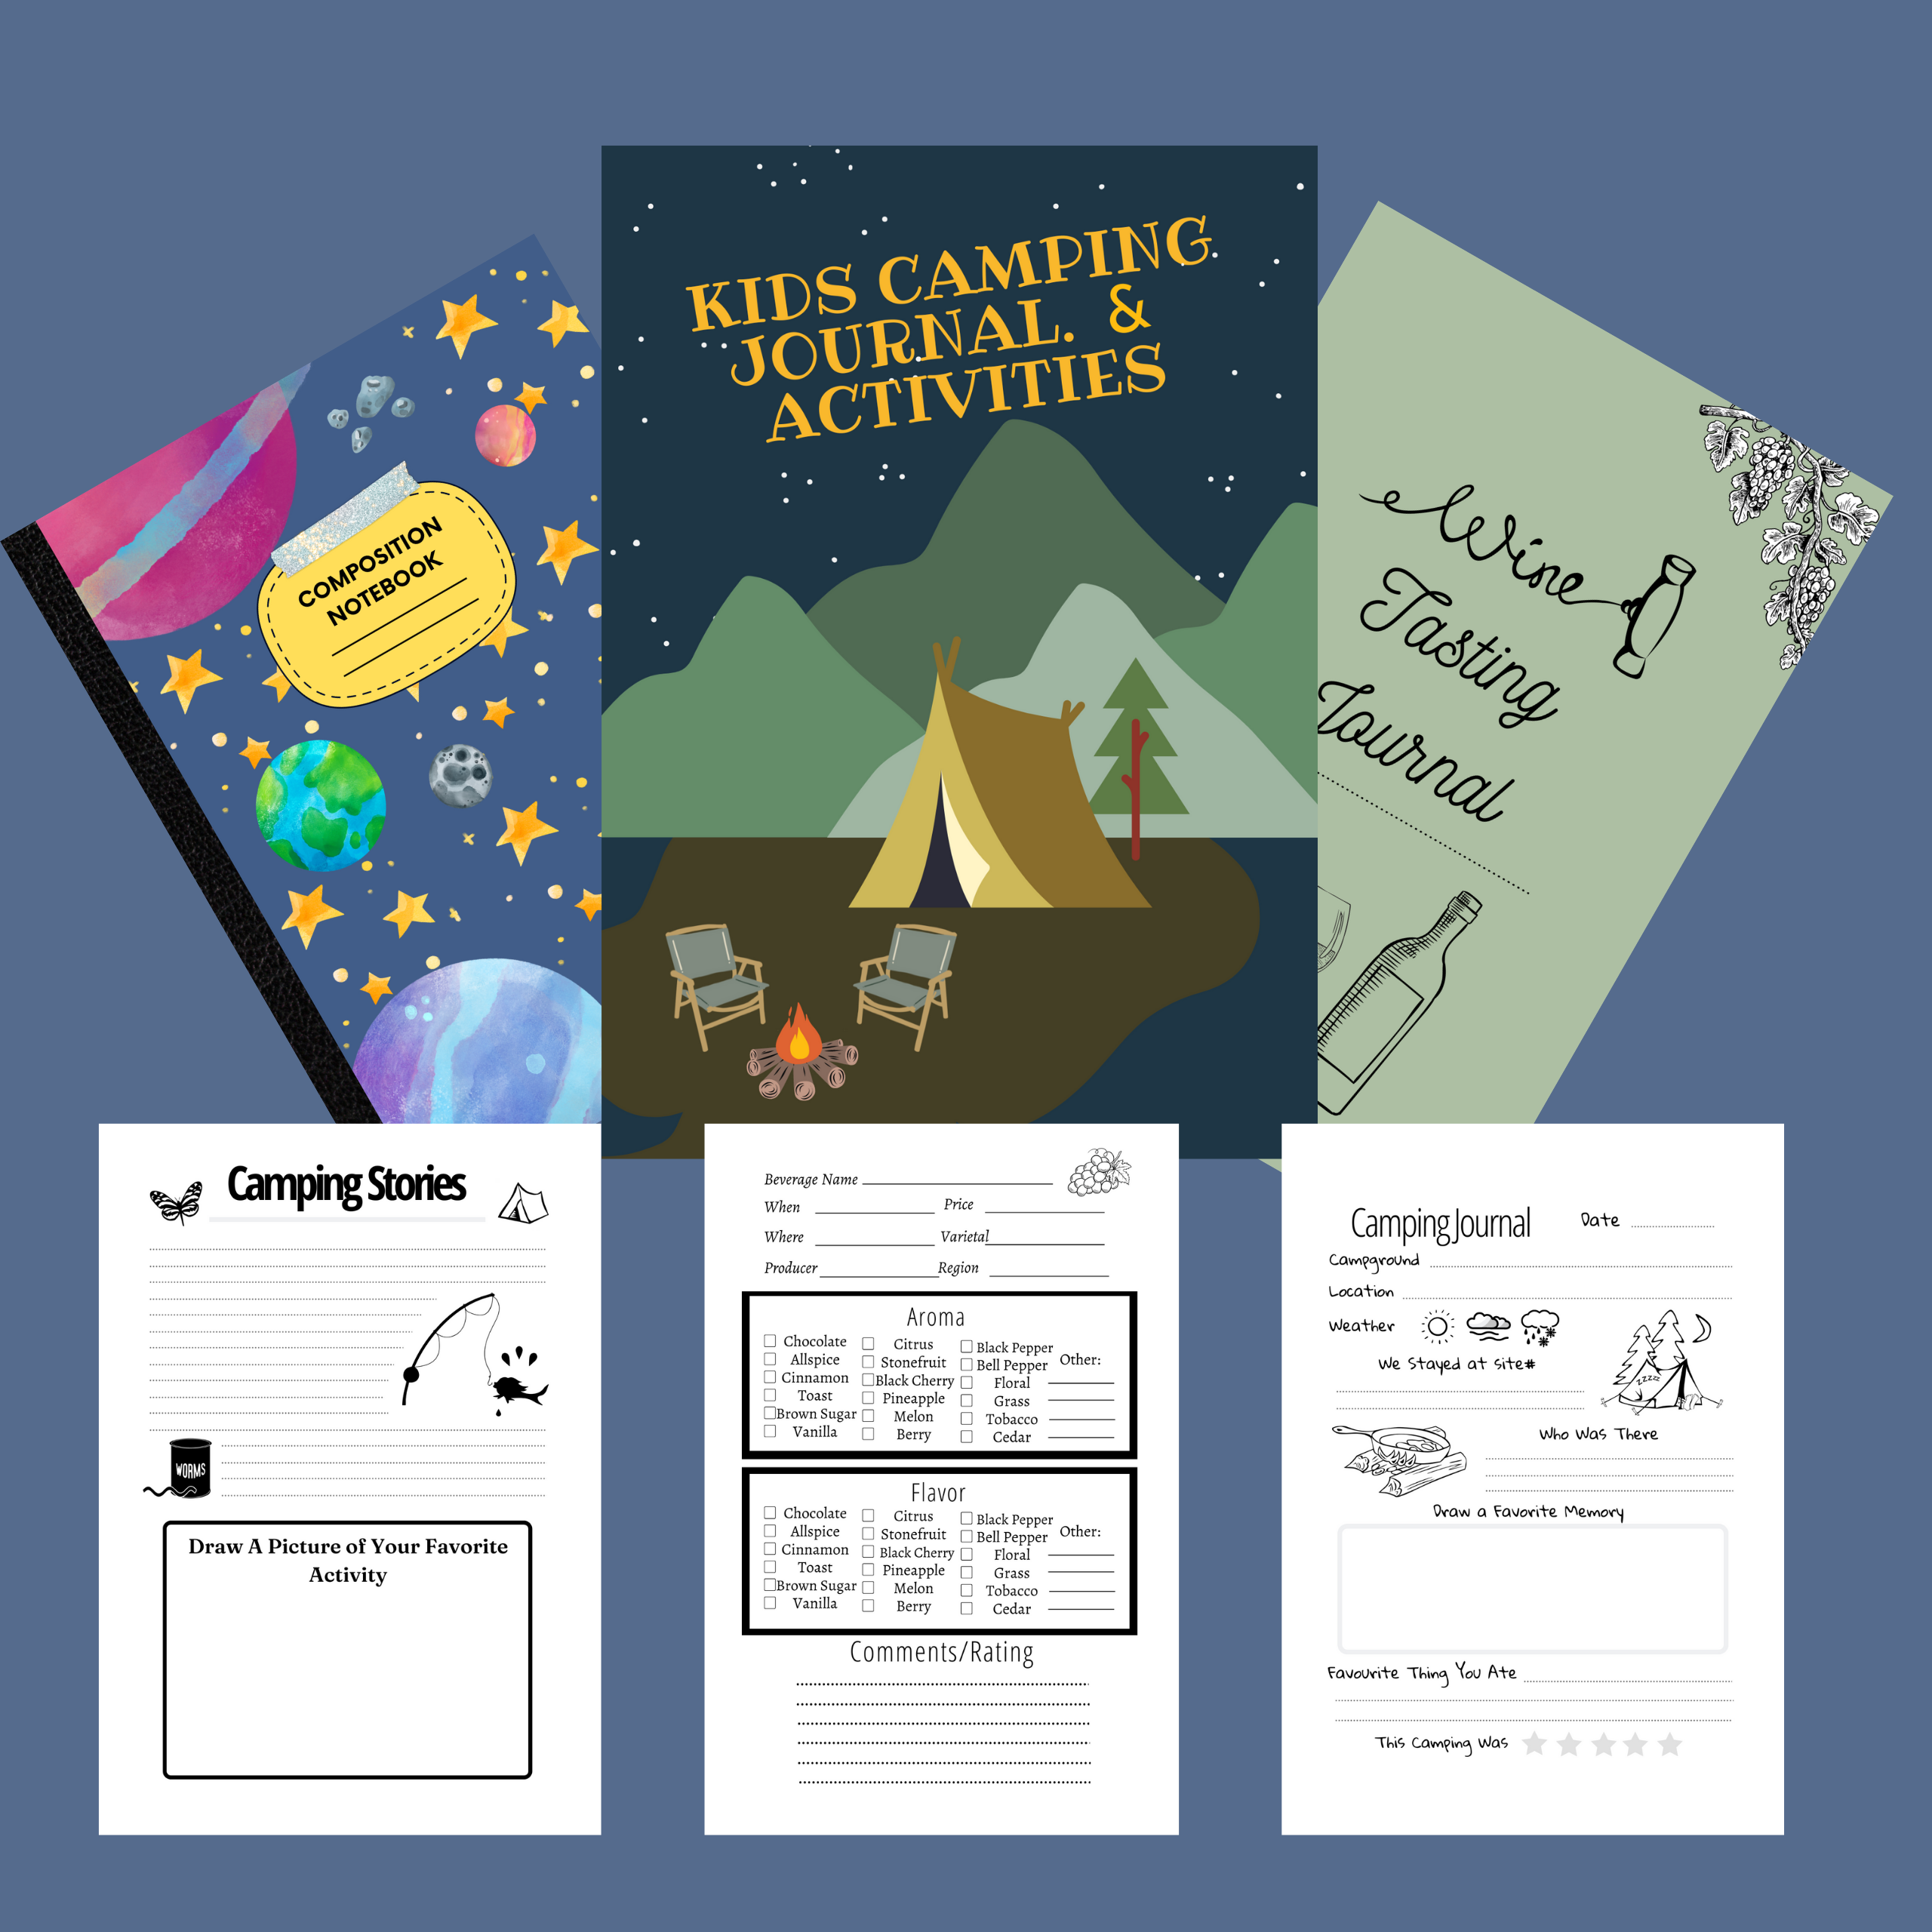 COMPOSITION
NOTEBOOK
KIDS CAMPING
JOURNAL. &
ACTIVITIES
Wine
Tasting
Journal
Camping Stories
WORMS
Draw A Picture of Your Favorite
Activity
Beverage Name
When Price
Where Varietal
Producer Region
Aroma
Chocolate Citrus Black Pepper
Allspice Stonefruit Bell Pepper Other:
Cinnamon Black Cherry Floral
Toast Pineapple Grass
Brown Sugar Melon Tobacco
Vanilla Berry Cedar
Flavor
Chocolate Citrus Black Pepper
Allspice Stonefruit Bell Pepper Other:
Cinnamon Black Cherry Floral
Toast Pineapple Grass
Brown Sugar Melon Tobacco
Vanilla Berry Cedar
Comments/Rating
Camping Journal Date
Campground
Location
Weather
We Stayed at Site#
zzzz
Who Was There
Draw a Favorite Memory
Favourite Thing You Ate
This Camping Was